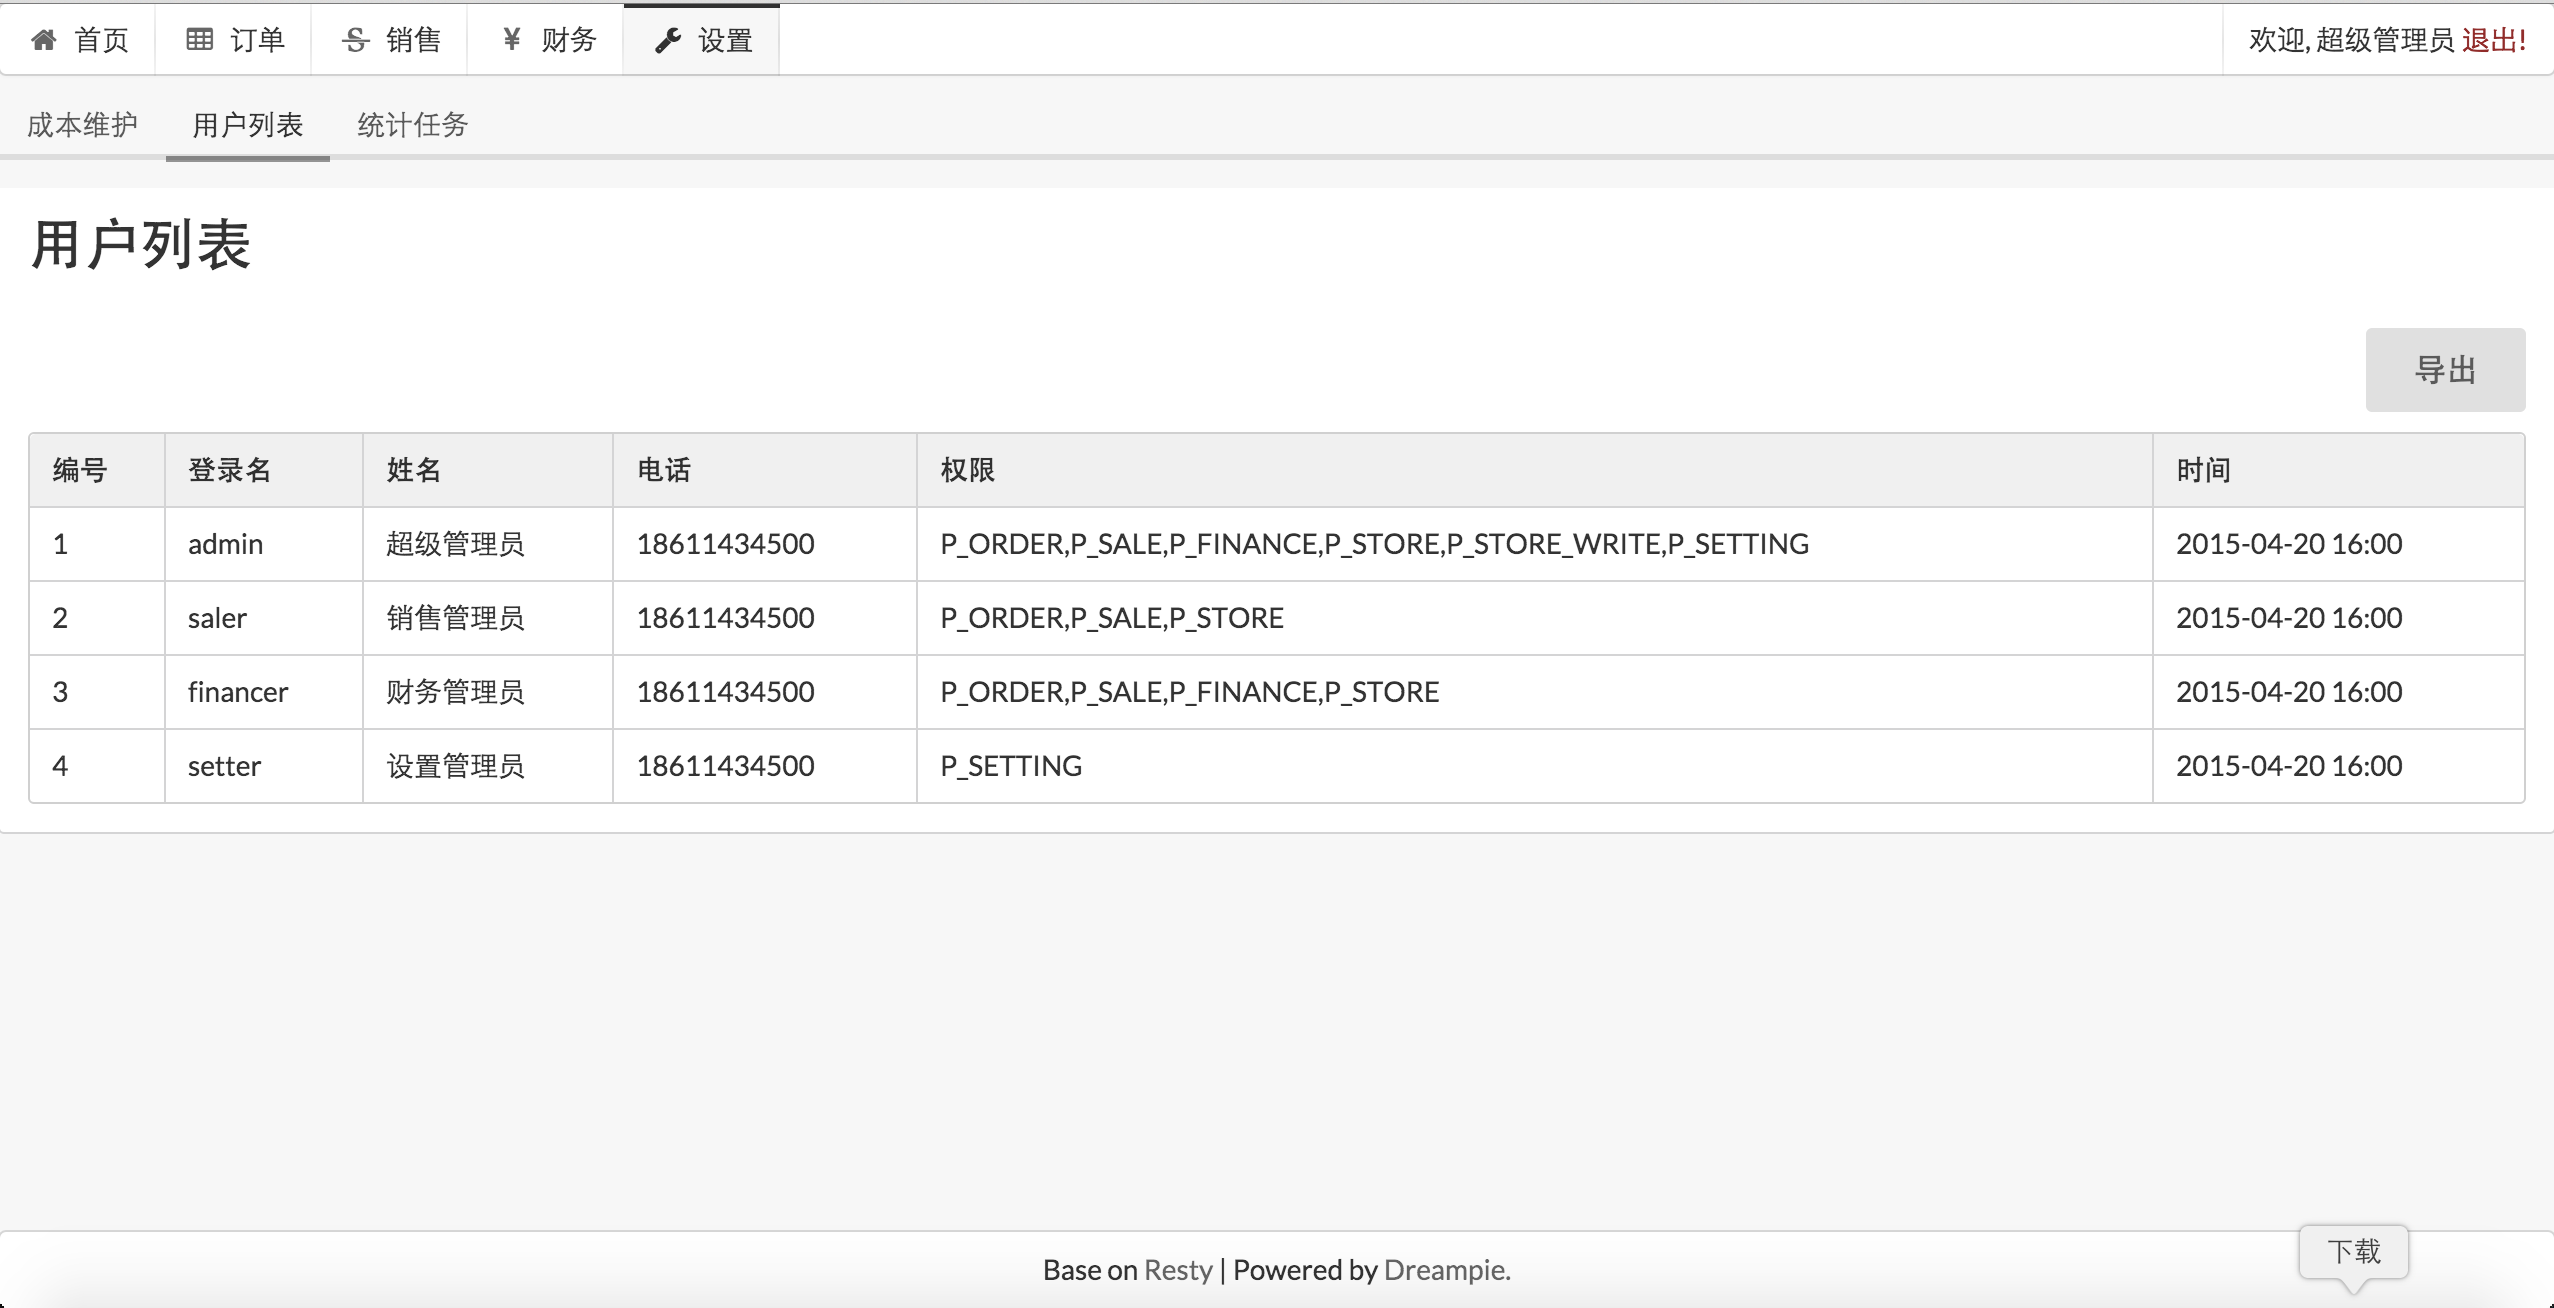 首页 订单 销售 ¥ 财务 设置 欢迎, 超级管理员 退出!
成本维护 用户列表 统计任务
用户列表
导出
编号 登录名 姓名 电话 权限 时间
1 admin 超级管理员 18611434500 P_ORDER,P_SALE,P_FINANCE,P_STORE,P_STORE_WRITE,P_SETTING 2015-04-20 16:00
2 saler 销售管理员 18611434500 P_ORDER,P_SALE,P_STORE 2015-04-20 16:00
3 financer 财务管理员 18611434500 P_ORDER,P_SALE,P_FINANCE,P_STORE 2015-04-20 16:00
4 setter 设置管理员 18611434500 P_SETTING 2015-04-20 16:00
下载
Base on Resty | Powered by Dreampie.